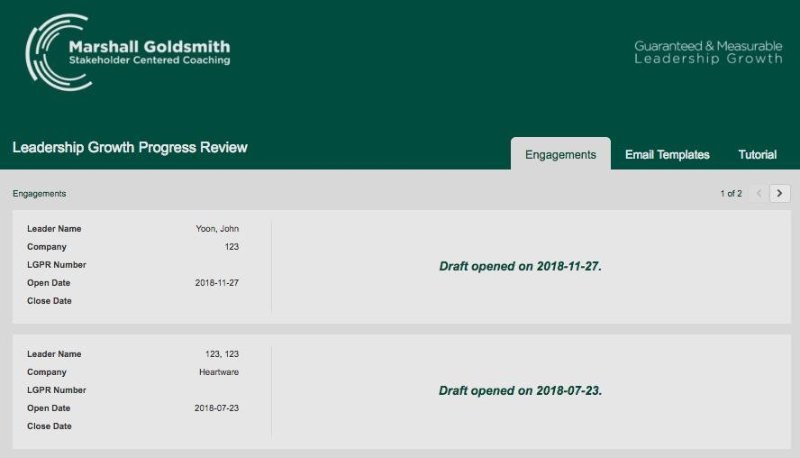 Marshall Goldsmith
Stakeholder Centered Coaching
Guaranteed & Measurable
Leadership Growth
Leadership Growth Progress Review
Engagements
Email Templates
Tutorial
Engagements
1 of 2
Leader Name Yoon, John
Company 123
LGPR Number
Open Date 2018-11-27
Close Date
Draft opened on 2018-11-27.
Leader Name 123, 123
Company Heartware
LGPR Number
Open Date 2018-07-23
Close Date
Draft opened on 2018-07-23.